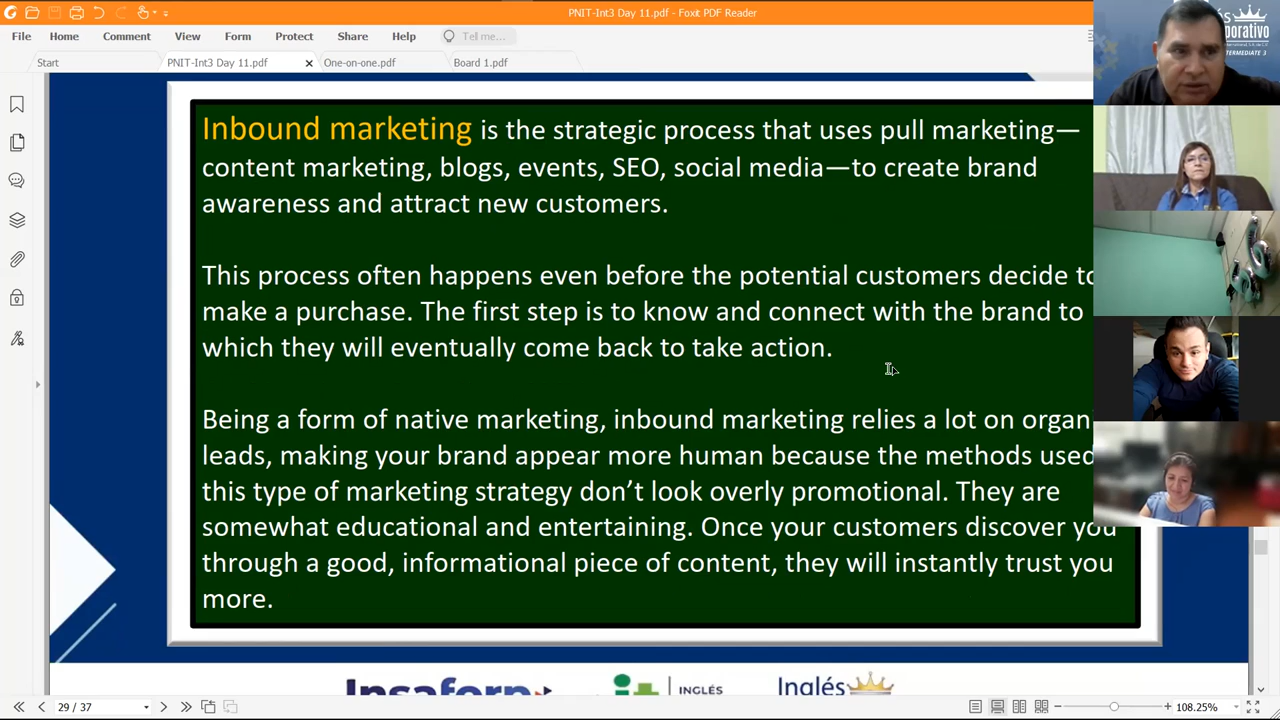 PNIT-Int3 Day 11.pdf - Foxit PDF Reader
File Home Comment View Form Protect Share Help Tell me...
Start PNIT-Int3 Day 11.pdf One-on-one.pdf Board 1.pdf
Inbound marketing is the strategic process that uses pull marketing—
content marketing, blogs, events, SEO, social media—to create brand
awareness and attract new customers.
This process often happens even before the potential customers decide to
make a purchase. The first step is to know and connect with the brand to
which they will eventually come back to take action.
Being a form of native marketing, inbound marketing relies a lot on organ
leads, making your brand appear more human because the methods used
this type of marketing strategy don't look overly promotional. They are
somewhat educational and entertaining. Once your customers discover you
through a good, informational piece of content, they will instantly trust you
more.
Insaforp INGLÉS Inglés
29 / 37 108.25%